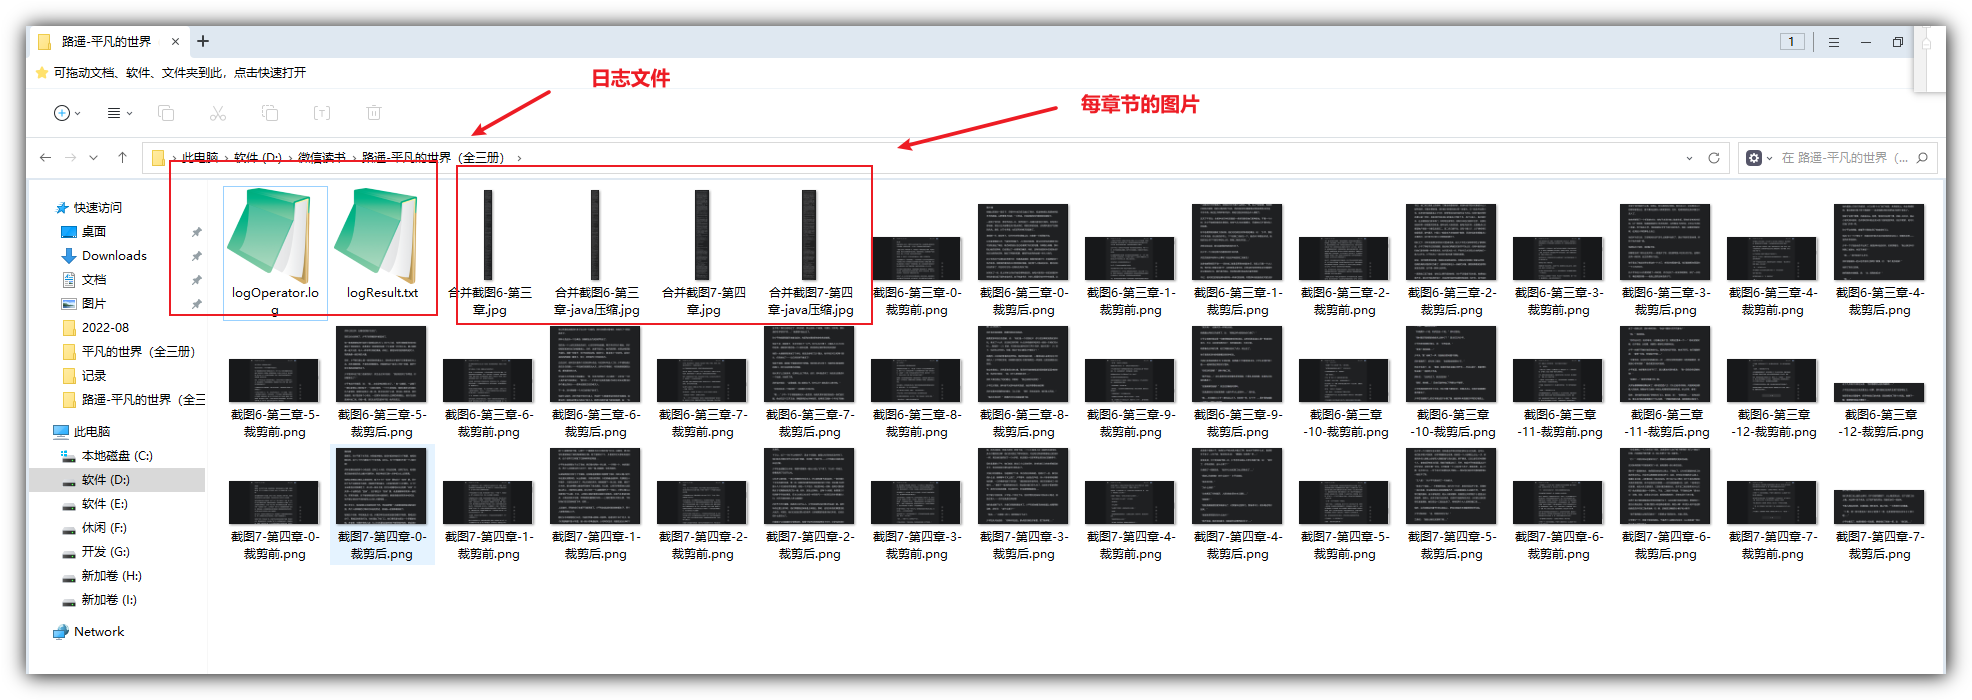 路遥-平凡的世界
1
可拖动文档、软件、文件夹到此，点击快速打开
日志文件
每章节的图片
此电脑 › 软件 (D:) › 微信读书 › 路遥-平凡的世界（全三册） ›
在 路遥-平凡的世界（...
快速访问
桌面
Downloads
文档
图片
2022-08
平凡的世界（全三册）
记录
路遥-平凡的世界（全三
此电脑
本地磁盘 (C:)
软件 (D:)
软件 (E:)
休闲 (F:)
开发 (G:)
新加卷 (H:)
新加卷 (I:)
Network
logOperator.lo
g
logResult.txt
合并截图6-第三
章.jpg
合并截图6-第三
章-java压缩.jpg
合并截图7-第四
章.jpg
合并截图7-第四
章-java压缩.jpg
截图6-第三章-0-
裁剪前.png
截图6-第三章-0-
裁剪后.png
截图6-第三章-1-
裁剪前.png
截图6-第三章-1-
裁剪后.png
截图6-第三章-2-
裁剪前.png
截图6-第三章-2-
裁剪后.png
截图6-第三章-3-
裁剪前.png
截图6-第三章-3-
裁剪后.png
截图6-第三章-4-
裁剪前.png
截图6-第三章-4-
裁剪后.png
截图6-第三章-5-
裁剪前.png
截图6-第三章-5-
裁剪后.png
截图6-第三章-6-
裁剪前.png
截图6-第三章-6-
裁剪后.png
截图6-第三章-7-
裁剪前.png
截图6-第三章-7-
裁剪后.png
截图6-第三章-8-
裁剪前.png
截图6-第三章-8-
裁剪后.png
截图6-第三章-9-
裁剪前.png
截图6-第三章-9-
裁剪后.png
截图6-第三章
-10-裁剪前.png
截图6-第三章
-10-裁剪后.png
截图6-第三章
-11-裁剪前.png
截图6-第三章
-11-裁剪后.png
截图6-第三章
-12-裁剪前.png
截图6-第三章
-12-裁剪后.png
截图7-第四章-0-
裁剪前.png
截图7-第四章-0-
裁剪后.png
截图7-第四章-1-
裁剪前.png
截图7-第四章-1-
裁剪后.png
截图7-第四章-2-
裁剪前.png
截图7-第四章-2-
裁剪后.png
截图7-第四章-3-
裁剪前.png
截图7-第四章-3-
裁剪后.png
截图7-第四章-4-
裁剪前.png
截图7-第四章-4-
裁剪后.png
截图7-第四章-5-
裁剪前.png
截图7-第四章-5-
裁剪后.png
截图7-第四章-6-
裁剪前.png
截图7-第四章-6-
裁剪后.png
截图7-第四章-7-
裁剪前.png
截图7-第四章-7-
裁剪后.png